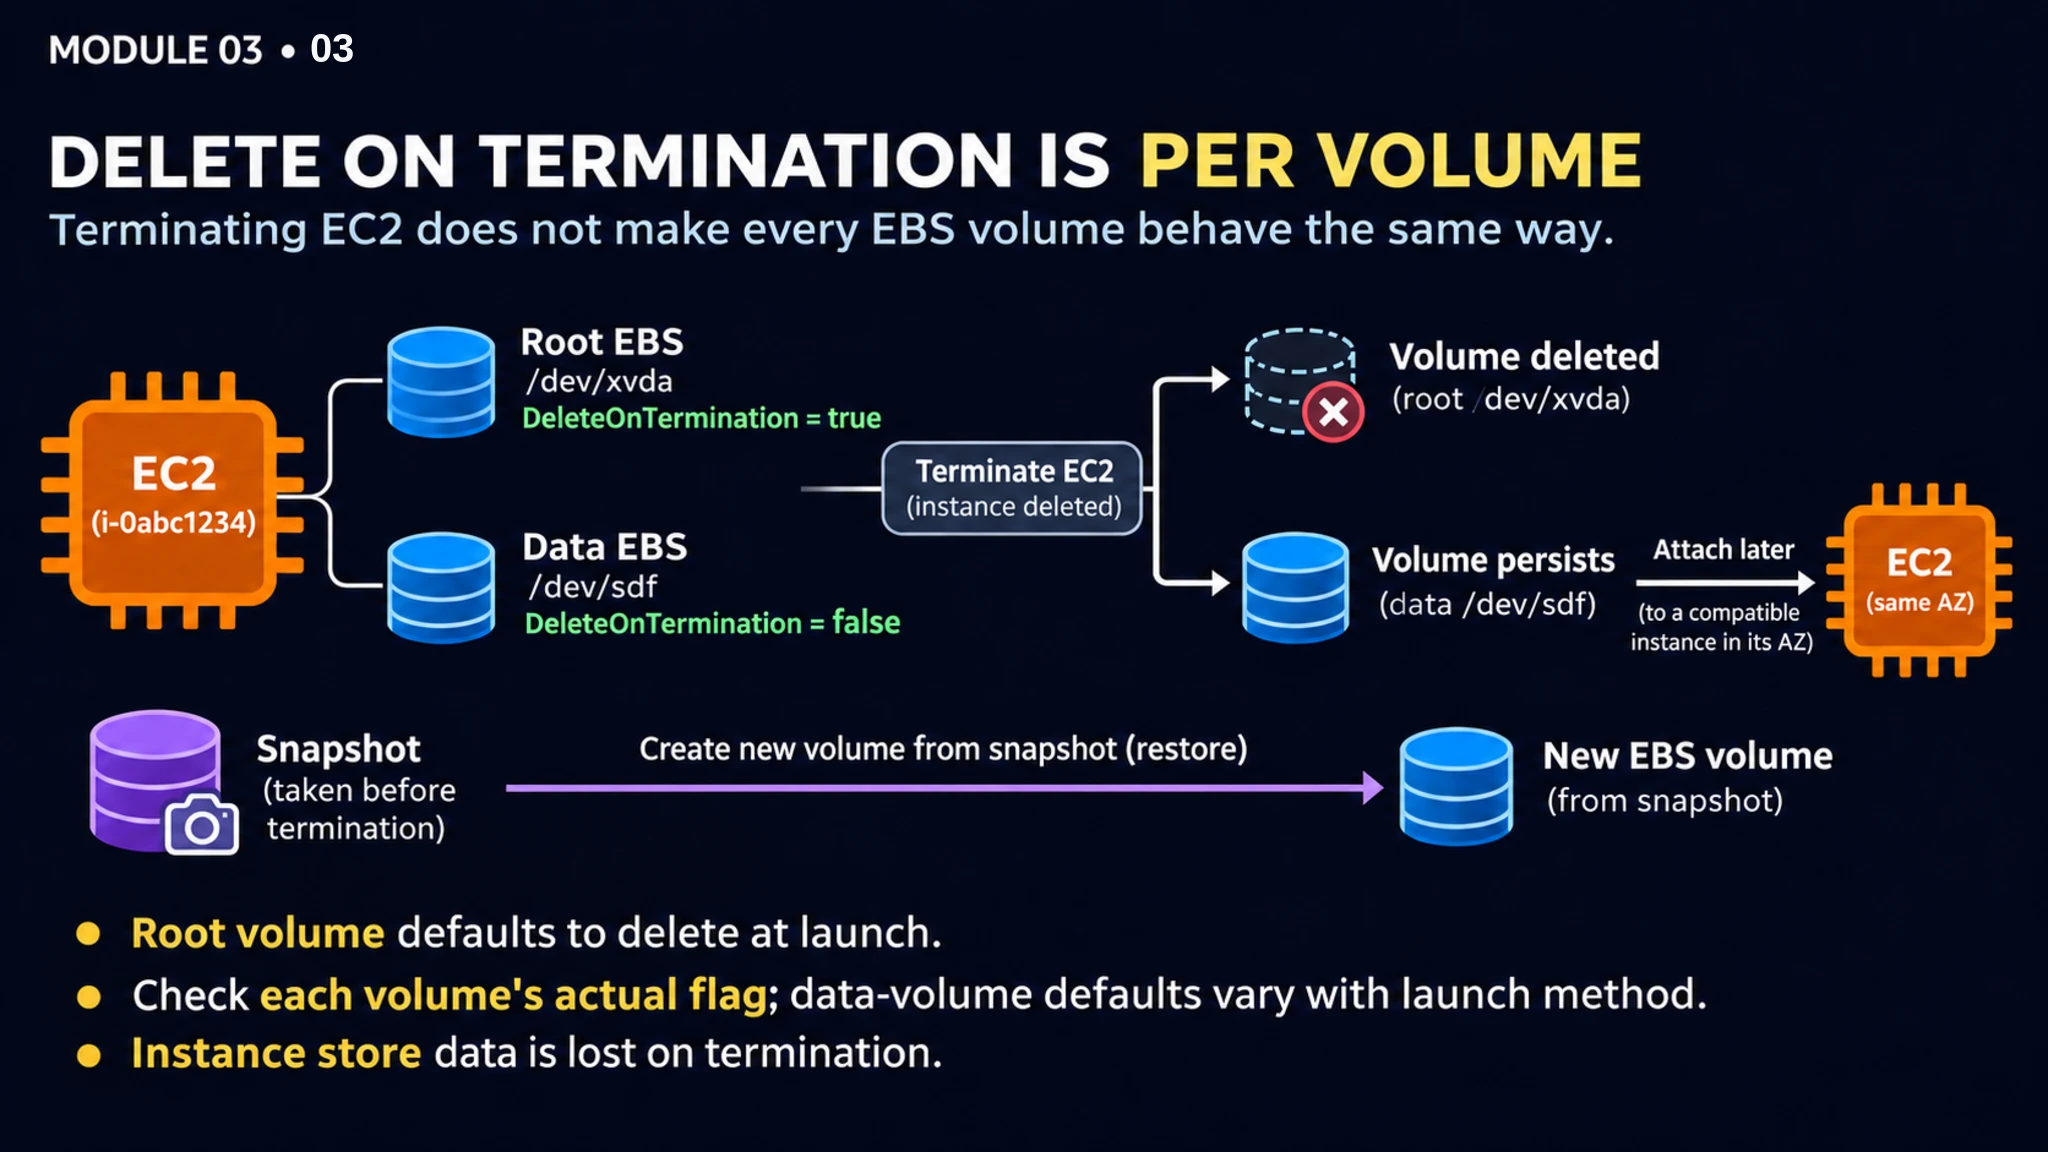 MODULE 03 • 03
DELETE ON TERMINATION IS PER VOLUME
Terminating EC2 does not make every EBS volume behave the same way.
EC2
(i-0abc1234)
Root EBS
/dev/xvda
DeleteOnTermination = true
Data EBS
/dev/sdf
DeleteOnTermination = false
Terminate EC2
(instance deleted)
Volume deleted
(root /dev/xvda)
Volume persists
(data /dev/sdf)
Attach later
(to a compatible
instance in its AZ)
EC2
(same AZ)
Snapshot
(taken before
termination)
Create new volume from snapshot (restore)
New EBS volume
(from snapshot)
● Root volume defaults to delete at launch.
● Check each volume's actual flag; data-volume defaults vary with launch method.
● Instance store data is lost on termination.